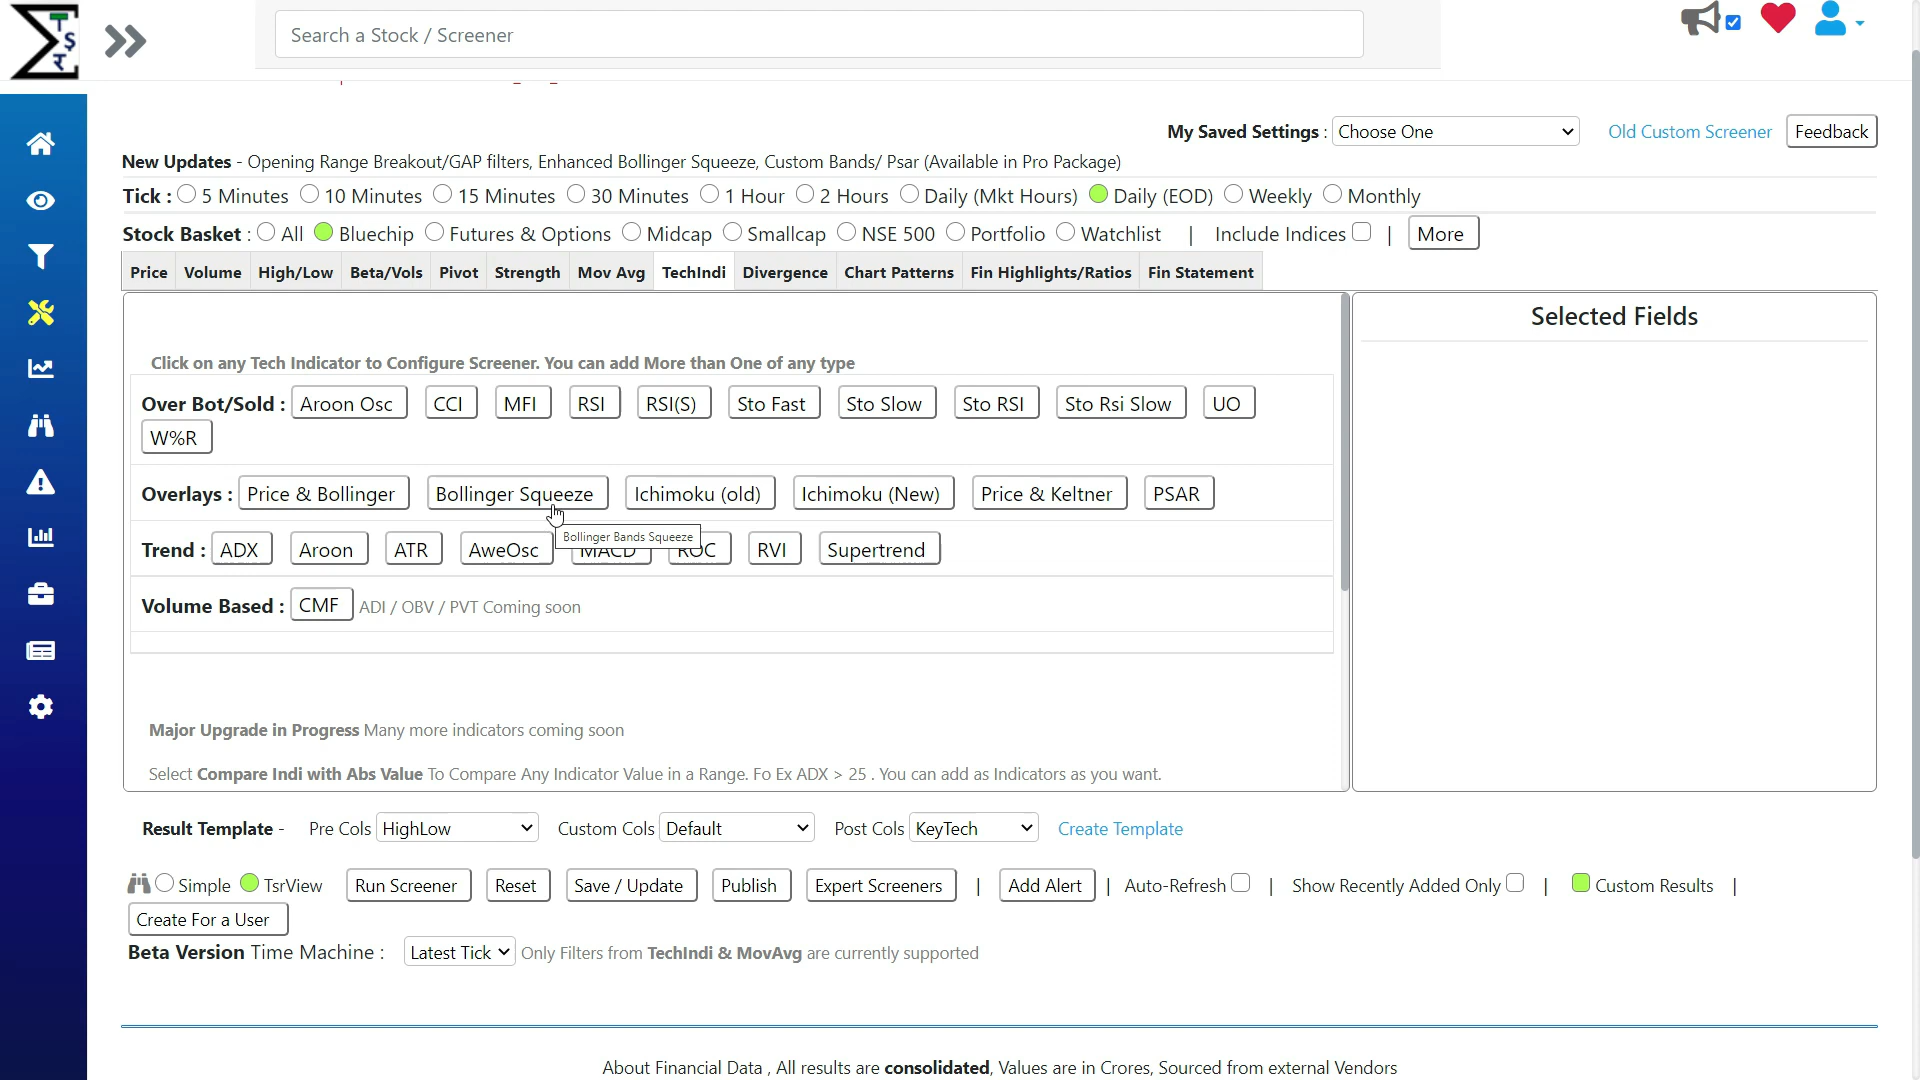 Search a Stock / Screener
My Saved Settings : Choose One Old Custom Screener Feedback
New Updates - Opening Range Breakout/GAP filters, Enhanced Bollinger Squeeze, Custom Bands/ Psar (Available in Pro Package)
Tick : 5 Minutes 10 Minutes 15 Minutes 30 Minutes 1 Hour 2 Hours Daily (Mkt Hours) Daily (EOD) Weekly Monthly
Stock Basket : All Bluechip Futures & Options Midcap Smallcap NSE 500 Portfolio Watchlist | Include Indices | More
Price Volume High/Low Beta/Vols Pivot Strength Mov Avg TechIndi Divergence Chart Patterns Fin Highlights/Ratios Fin Statement
Selected Fields
Click on any Tech Indicator to Configure Screener. You can add More than One of any type
Over Bot/Sold : Aroon Osc CCI MFI RSI RSI(S) Sto Fast Sto Slow Sto RSI Sto Rsi Slow UO
W%R
Overlays : Price & Bollinger Bollinger Squeeze Ichimoku (old) Ichimoku (New) Price & Keltner PSAR
Bollinger Bands Squeeze
Trend : ADX Aroon ATR AweOsc MACD ROC RVI Supertrend
Volume Based : CMF ADI / OBV / PVT Coming soon
Major Upgrade in Progress Many more indicators coming soon
Select Compare Indi with Abs Value To Compare Any Indicator Value in a Range. Fo Ex ADX > 25 . You can add as Indicators as you want.
Result Template - Pre Cols HighLow Custom Cols Default Post Cols KeyTech Create Template
Simple TsrView Run Screener Reset Save / Update Publish Expert Screeners | Add Alert | Auto-Refresh | Show Recently Added Only | Custom Results |
Create For a User
Beta Version Time Machine : Latest Tick Only Filters from TechIndi & MovAvg are currently supported
About Financial Data , All results are consolidated, Values are in Crores, Sourced from external Vendors